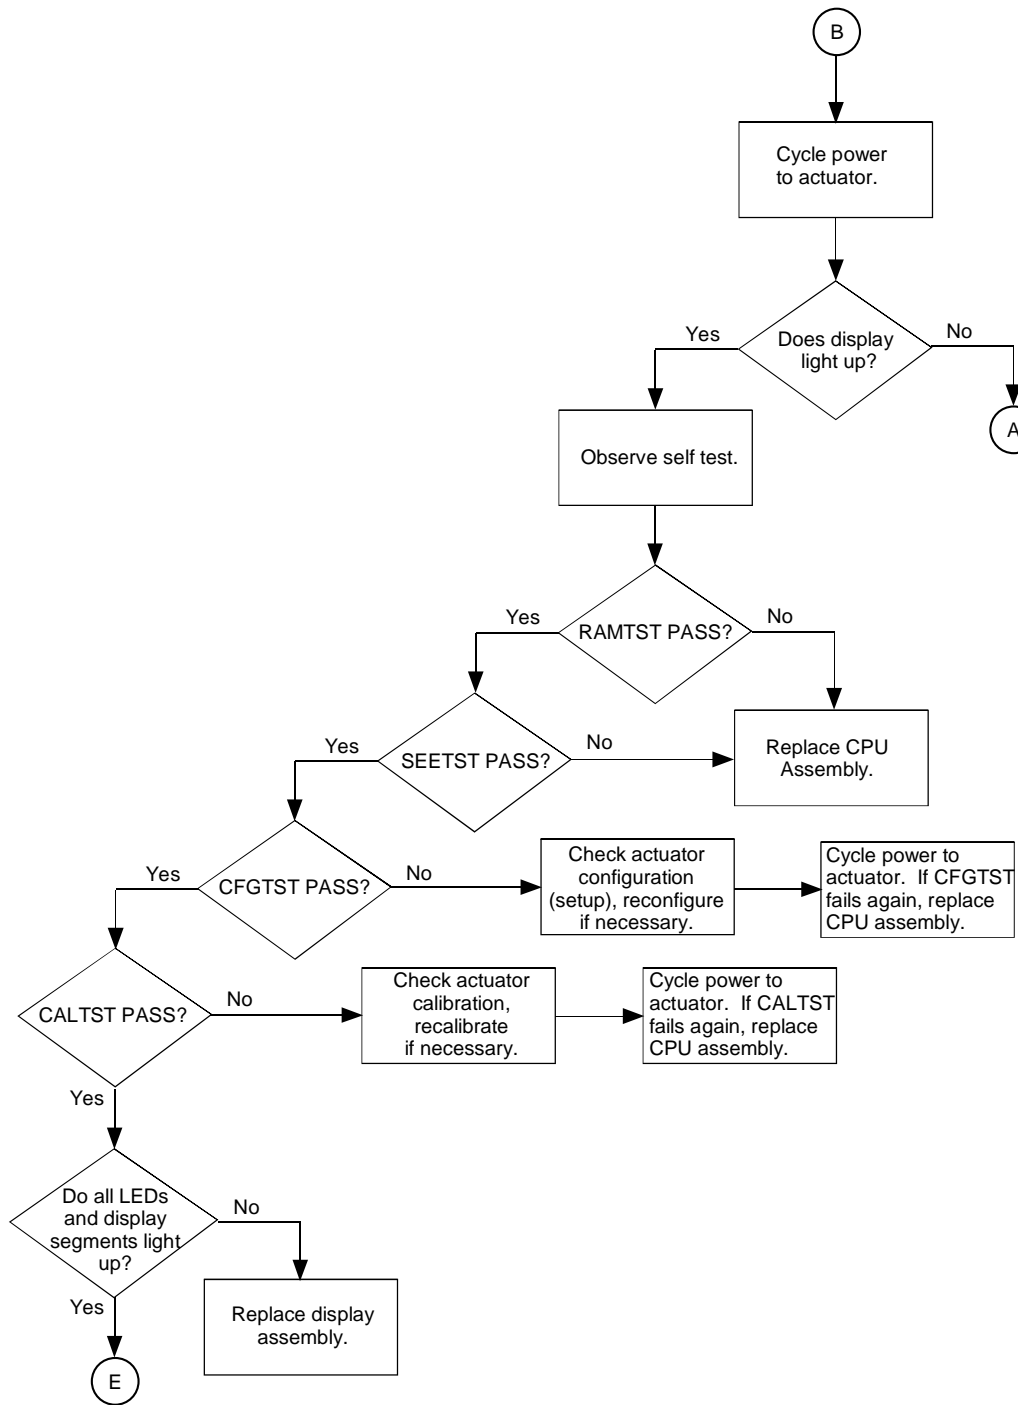 B
Cycle power
to actuator.
Does display
light up?
Yes
No
A
Observe self test.
RAMTST PASS?
Yes
No
SEETST PASS?
Yes
No
Replace CPU
Assembly.
CFGTST PASS?
Yes
No
Check actuator
configuration
(setup), reconfigure
if necessary.
Cycle power to
actuator.  If CFGTST
fails again, replace
CPU assembly.
CALTST PASS?
No
Check actuator
calibration,
recalibrate
if necessary.
Cycle power to
actuator.  If CALTST
fails again, replace
CPU assembly.
Yes
Do all LEDs
and display
segments light
up?
No
Replace display
assembly.
Yes
E